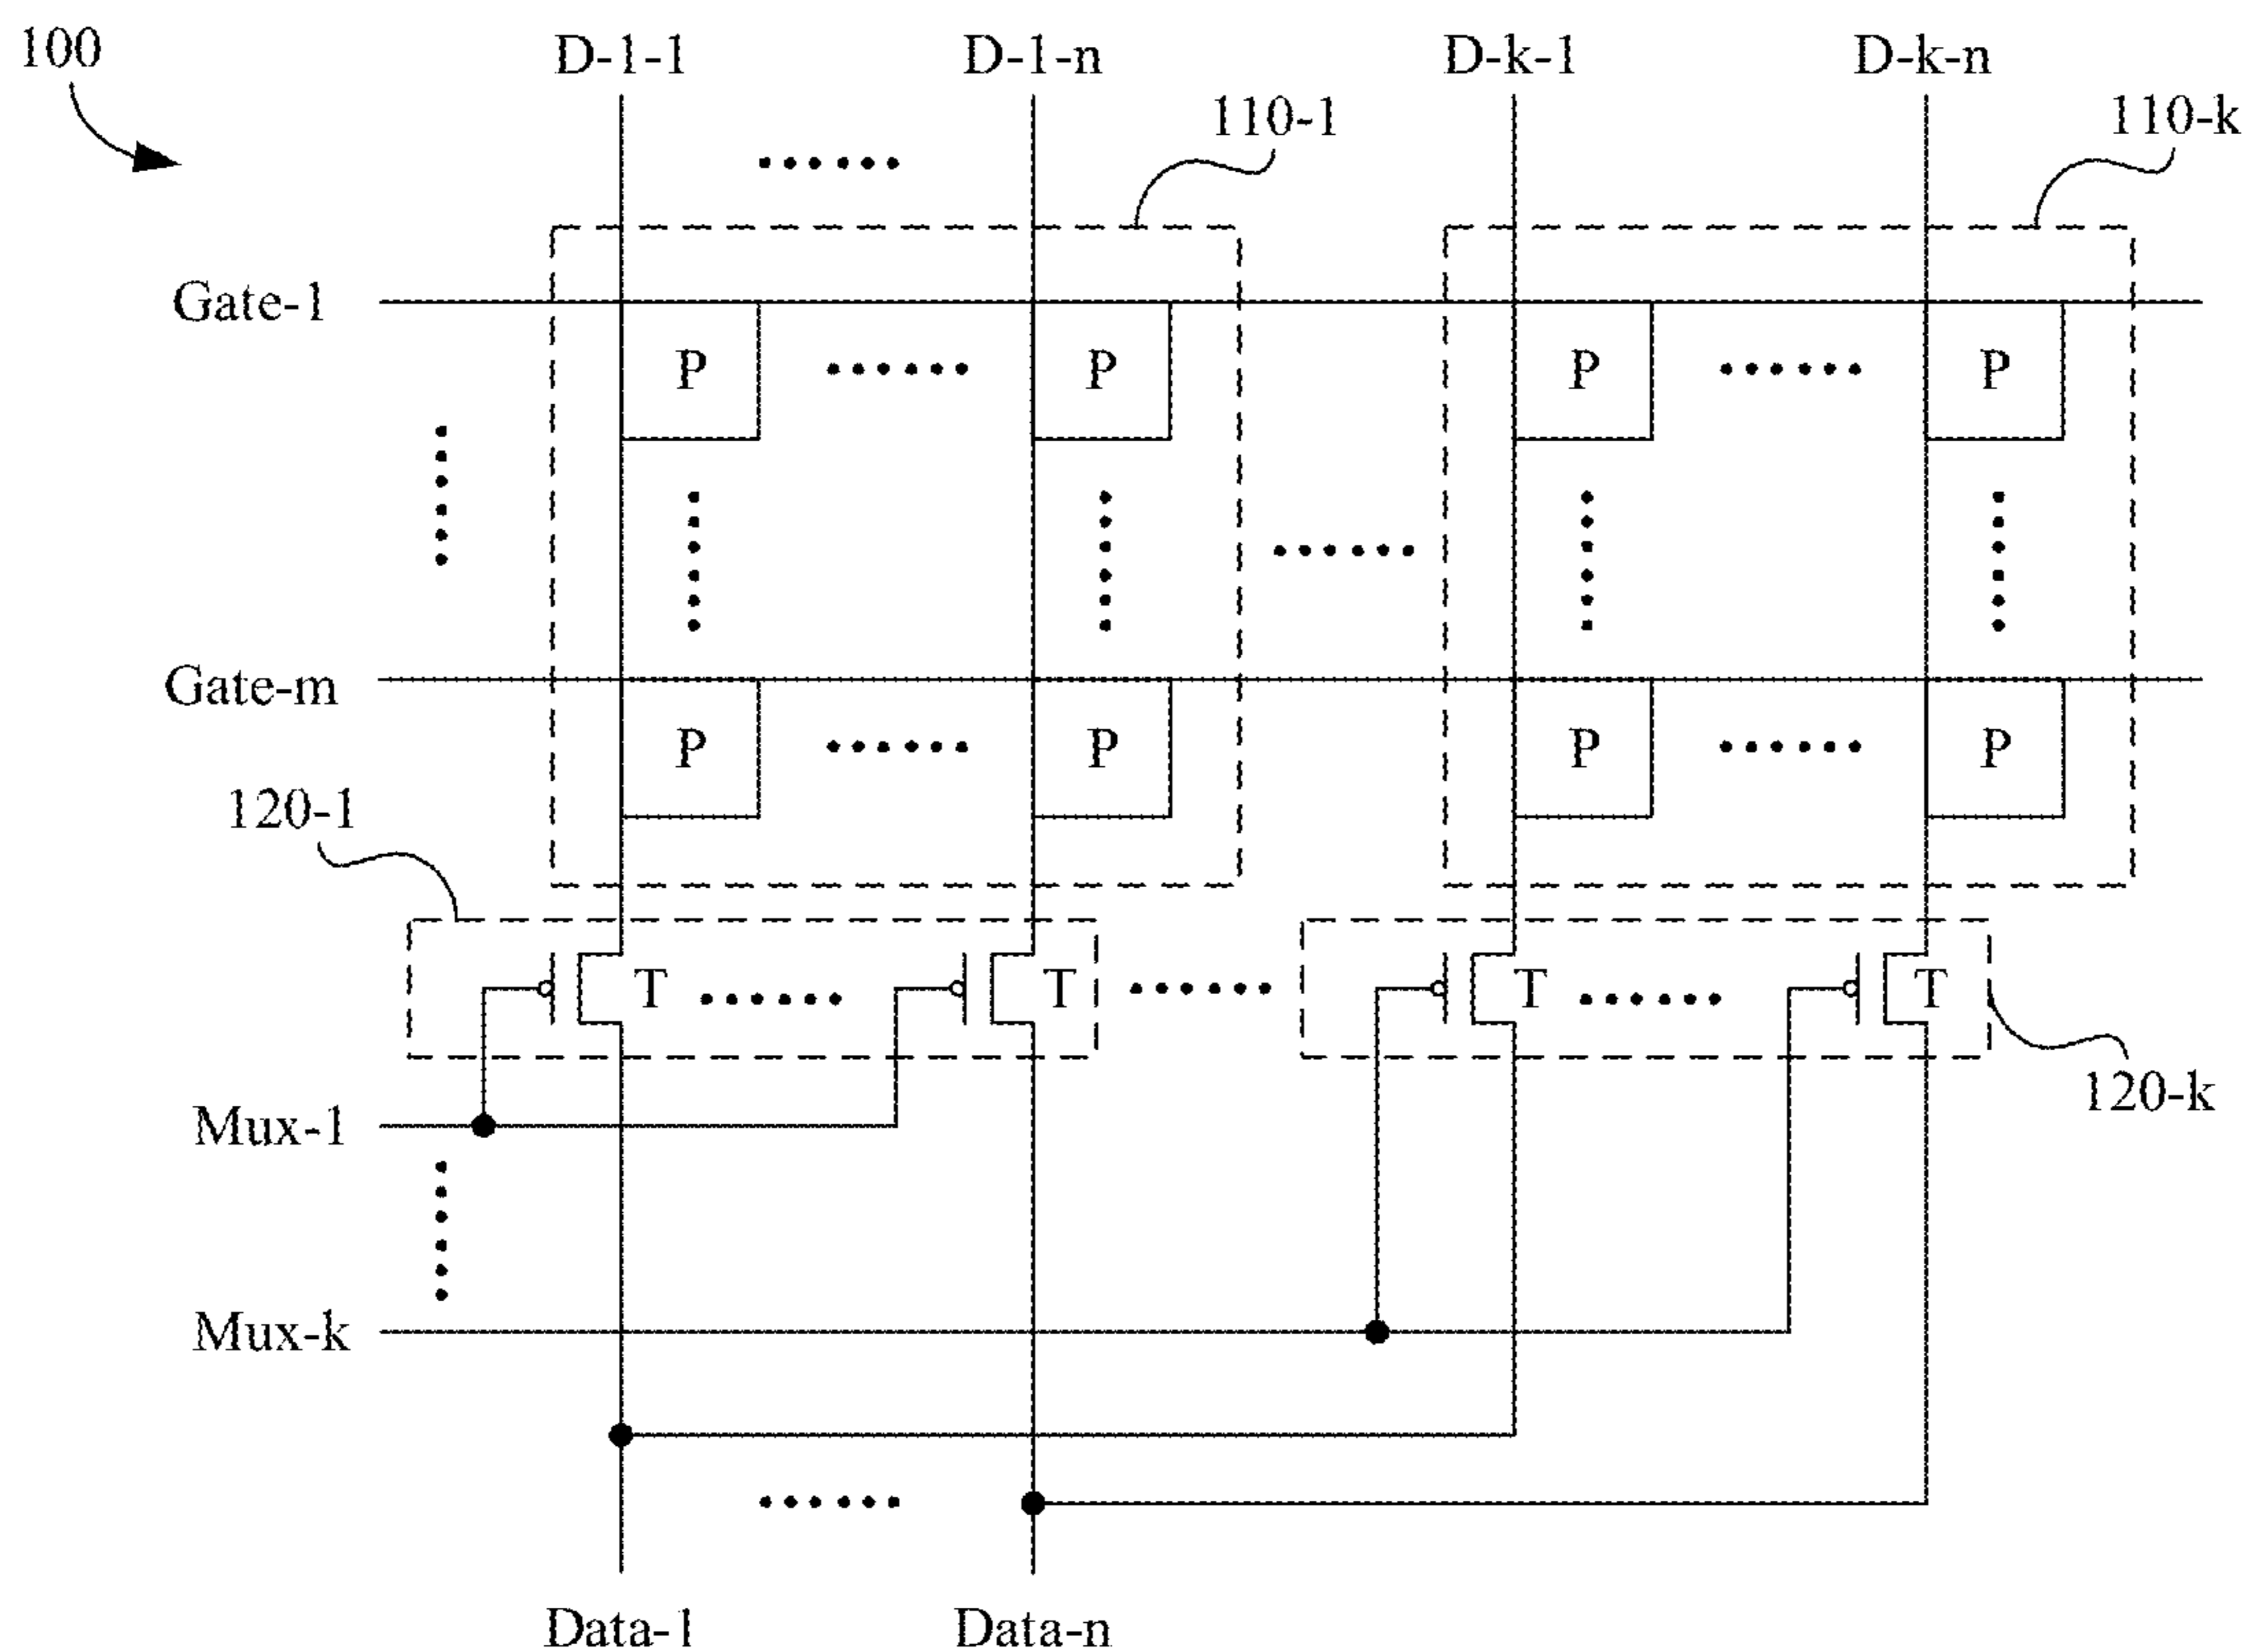 100
D-1-1
D-1-n
D-k-1
D-k-n
110-1
110-k
Gate-1
P
P
P
P
Gate-m
P
P
P
P
120-1
T
T
T
T
120-k
Mux-1
Mux-k
Data-1
Data-n